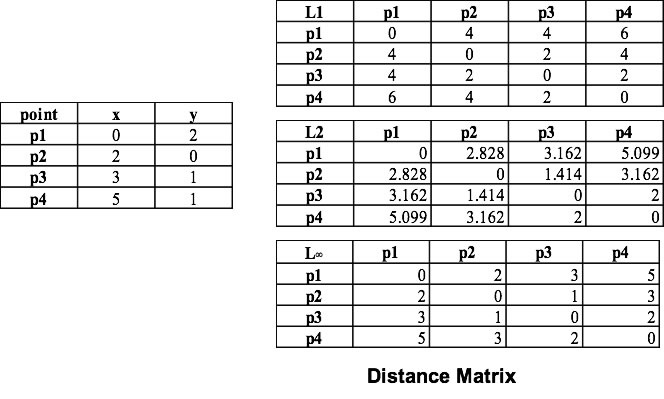 point x y
p1 0 2
p2 2 0
p3 3 1
p4 5 1
L1 p1 p2 p3 p4
p1 0 4 4 6
p2 4 0 2 4
p3 4 2 0 2
p4 6 4 2 0
L2 p1 p2 p3 p4
p1 0 2.828 3.162 5.099
p2 2.828 0 1.414 3.162
p3 3.162 1.414 0 2
p4 5.099 3.162 2 0
L∞ p1 p2 p3 p4
p1 0 2 3 5
p2 2 0 1 3
p3 3 1 0 2
p4 5 3 2 0
Distance Matrix